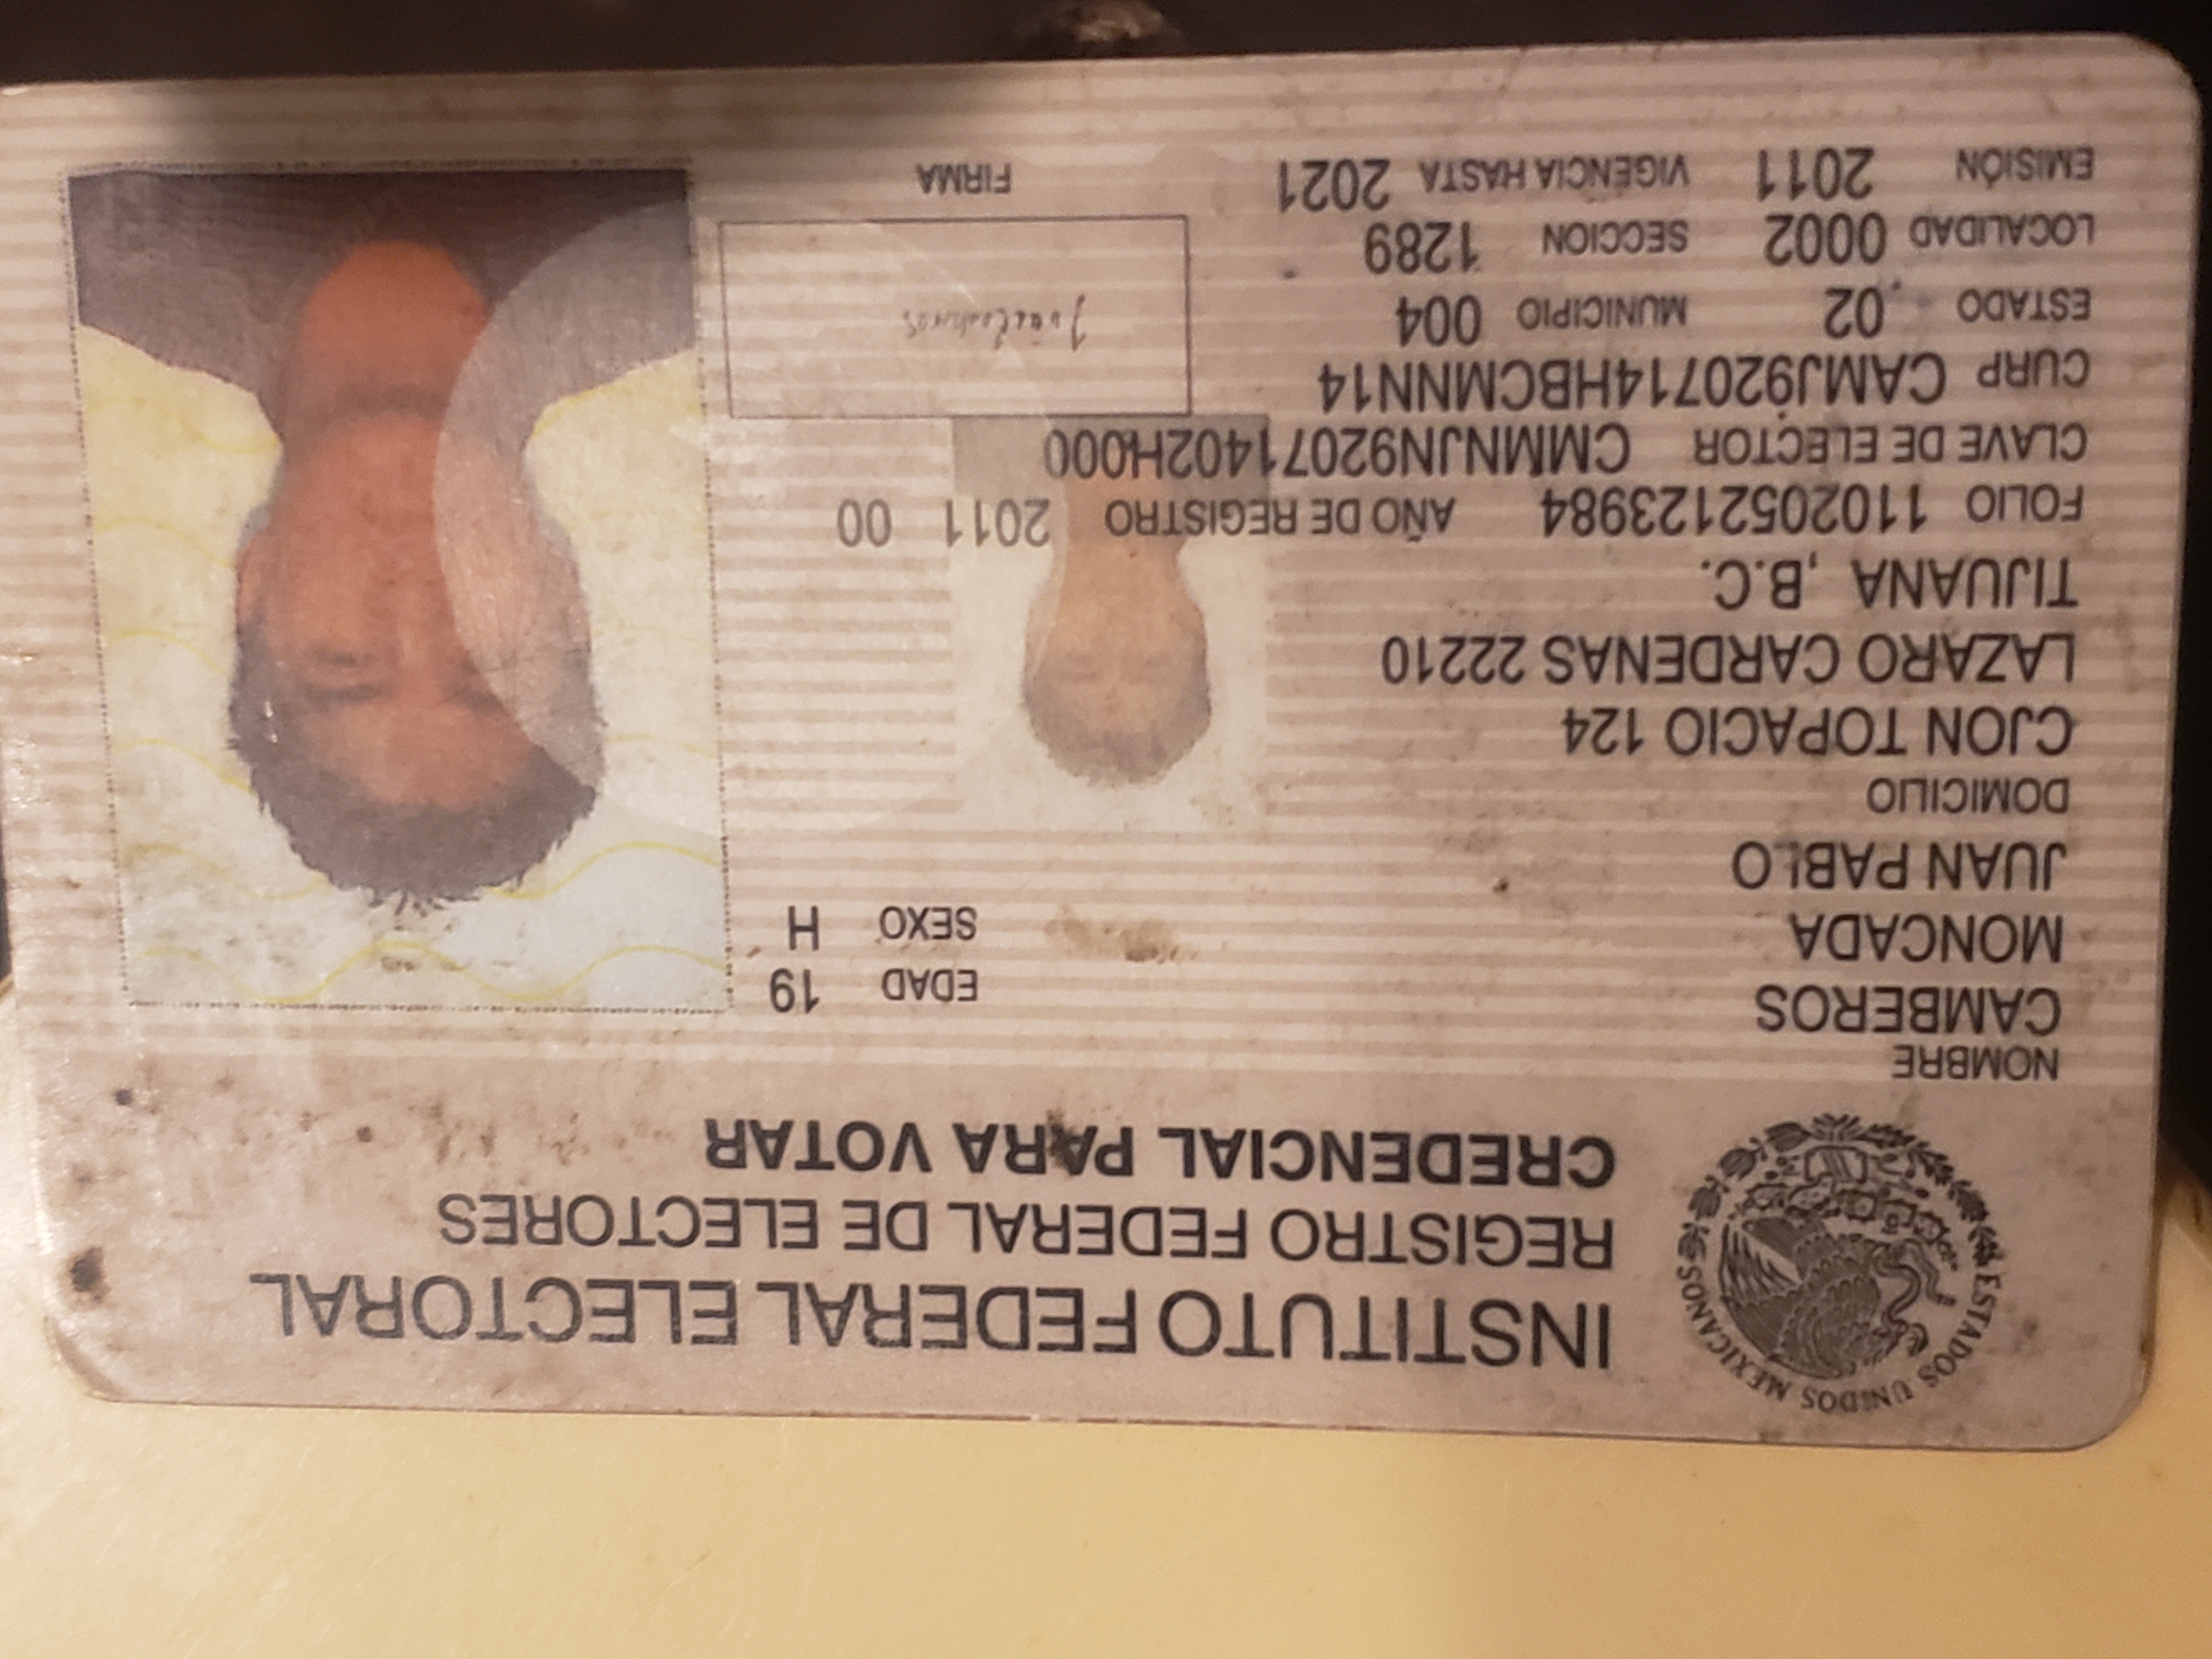 INSTITUTO FEDERAL ELECTORAL
REGISTRO FEDERAL DE ELECTORES
CREDENCIAL PARA VOTAR
ESTADOS UNIDOS MEXICANOS
NOMBRE
CAMBEROS
MONCADA
JUAN PABLO
EDAD 19
SEXO H
DOMICILIO
CJON TOPACIO 124
LAZARO CARDENAS 22210
TIJUANA ,B.C.
FOLIO 1102052123984 AÑO DE REGISTRO 2011 00
CLAVE DE ELECTOR CMMNJN92071402H000
CURP CAMJ920714HBCMNN14
ESTADO 02 MUNICIPIO 004
LOCALIDAD 0002 SECCION 1289
EMISIÓN 2011 VIGENCIA HASTA 2021
FIRMA